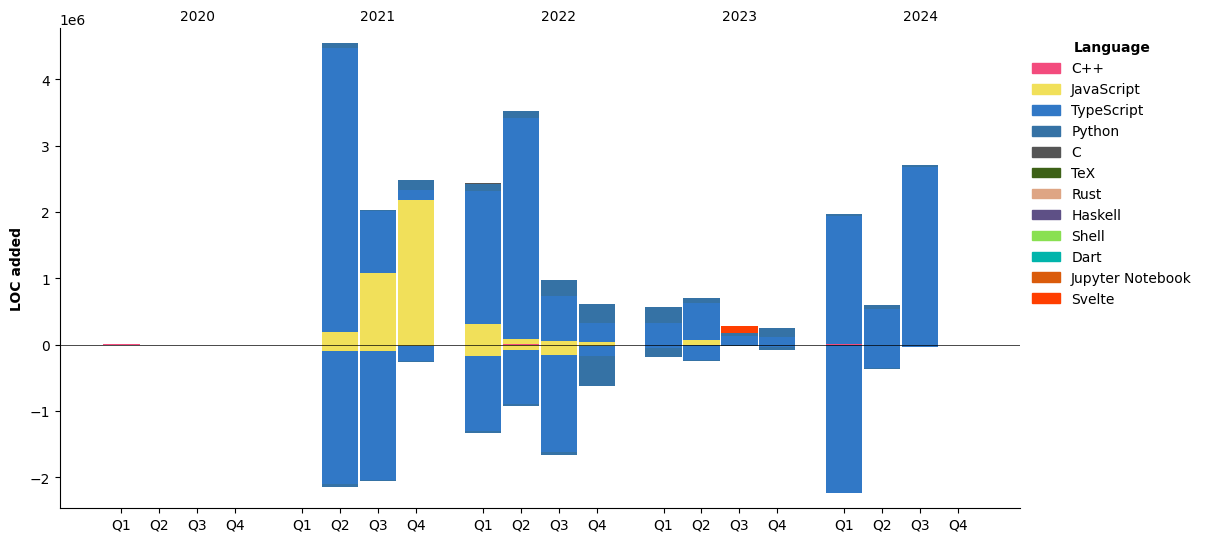 2020 2021 2022 2023 2024
1e6
Language
C++
JavaScript
TypeScript
Python
C
TeX
Rust
Haskell
Shell
Dart
Jupyter Notebook
Svelte
LOC added
4
3
2
1
0
−1
−2
Q1 Q2 Q3 Q4 Q1 Q2 Q3 Q4 Q1 Q2 Q3 Q4 Q1 Q2 Q3 Q4 Q1 Q2 Q3 Q4